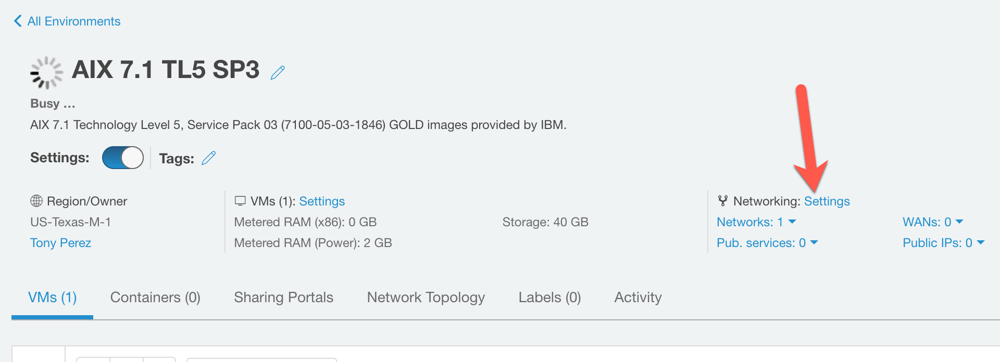 All Environments
AIX 7.1 TL5 SP3
Busy ...
AIX 7.1 Technology Level 5, Service Pack 03 (7100-05-03-1846) GOLD images provided by IBM.
Settings: Tags:
Region/Owner
US-Texas-M-1
Tony Perez
VMs (1): Settings
Metered RAM (x86): 0 GB
Metered RAM (Power): 2 GB
Storage: 40 GB
Networking: Settings
Networks: 1
Pub. services: 0
WANs: 0
Public IPs: 0
VMs (1) Containers (0) Sharing Portals Network Topology Labels (0) Activity